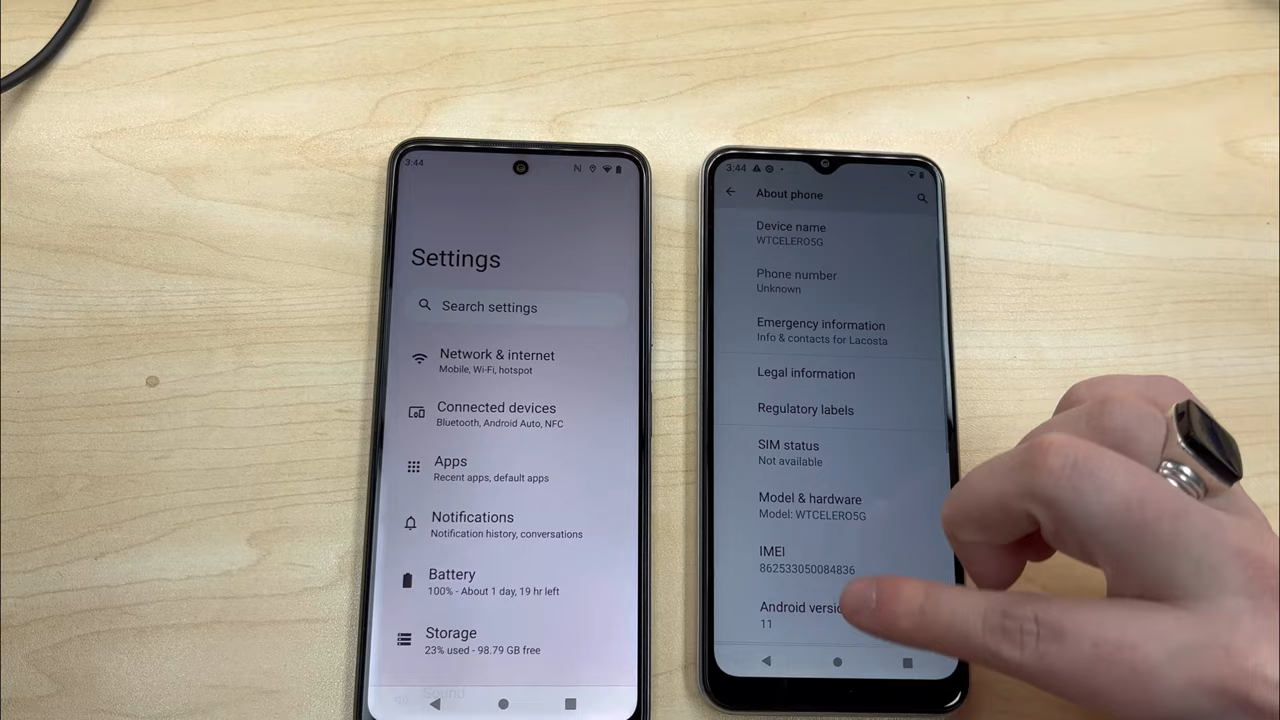 3:44
Settings
Search settings
Network & internet
Mobile, Wi-Fi, hotspot
Connected devices
Bluetooth, Android Auto, NFC
Apps
Recent apps, default apps
Notifications
Notification history, conversations
Battery
100% - About 1 day, 19 hr left
Storage
23% used - 98.79 GB free
Sound
3:44
About phone
Device name
WTCELERO5G
Phone number
Unknown
Emergency information
Info & contacts for Lacosta
Legal information
Regulatory labels
SIM status
Not available
Model & hardware
Model: WTCELERO5G
IMEI
862533050084836
Android versio
11